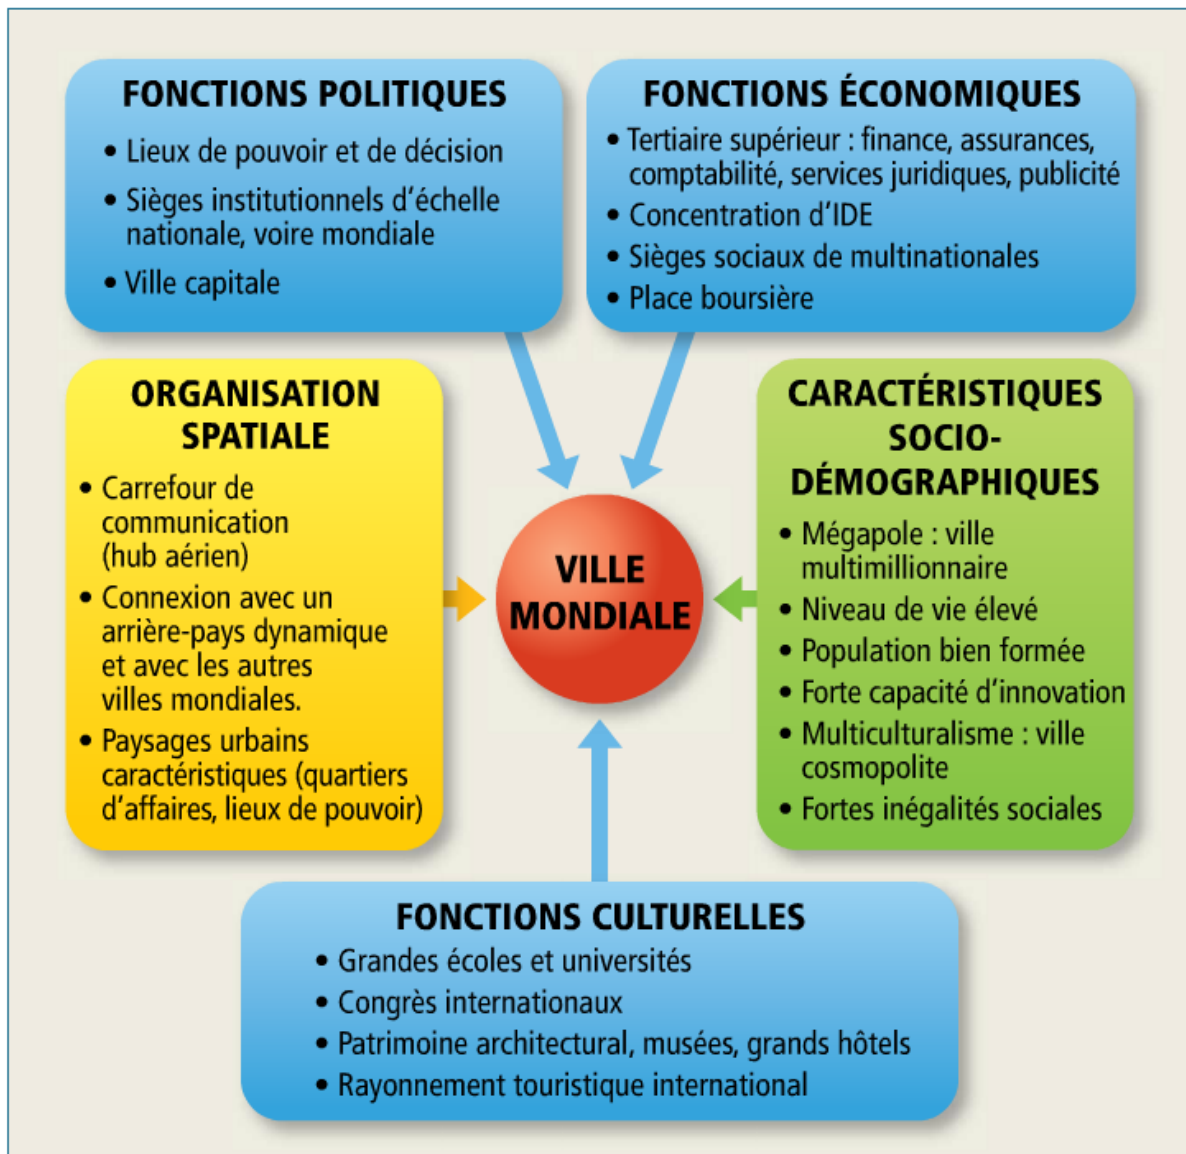 FONCTIONS POLITIQUES
• Lieux de pouvoir et de décision
• Sièges institutionnels d’échelle
nationale, voire mondiale
• Ville capitale
FONCTIONS ÉCONOMIQUES
• Tertiaire supérieur : finance, assurances,
comptabilité, services juridiques, publicité
• Concentration d’IDE
• Sièges sociaux de multinationales
• Place boursière
ORGANISATION
SPATIALE
• Carrefour de
communication
(hub aérien)
• Connexion avec un
arrière-pays dynamique
et avec les autres
villes mondiales.
• Paysages urbains
caractéristiques (quartiers
d’affaires, lieux de pouvoir)
VILLE
MONDIALE
CARACTÉRISTIQUES
SOCIO-
DÉMOGRAPHIQUES
• Mégapole : ville
multimillionnaire
• Niveau de vie élevé
• Population bien formée
• Forte capacité d’innovation
• Multiculturalisme : ville
cosmopolite
• Fortes inégalités sociales
FONCTIONS CULTURELLES
• Grandes écoles et universités
• Congrès internationaux
• Patrimoine architectural, musées, grands hôtels
• Rayonnement touristique international